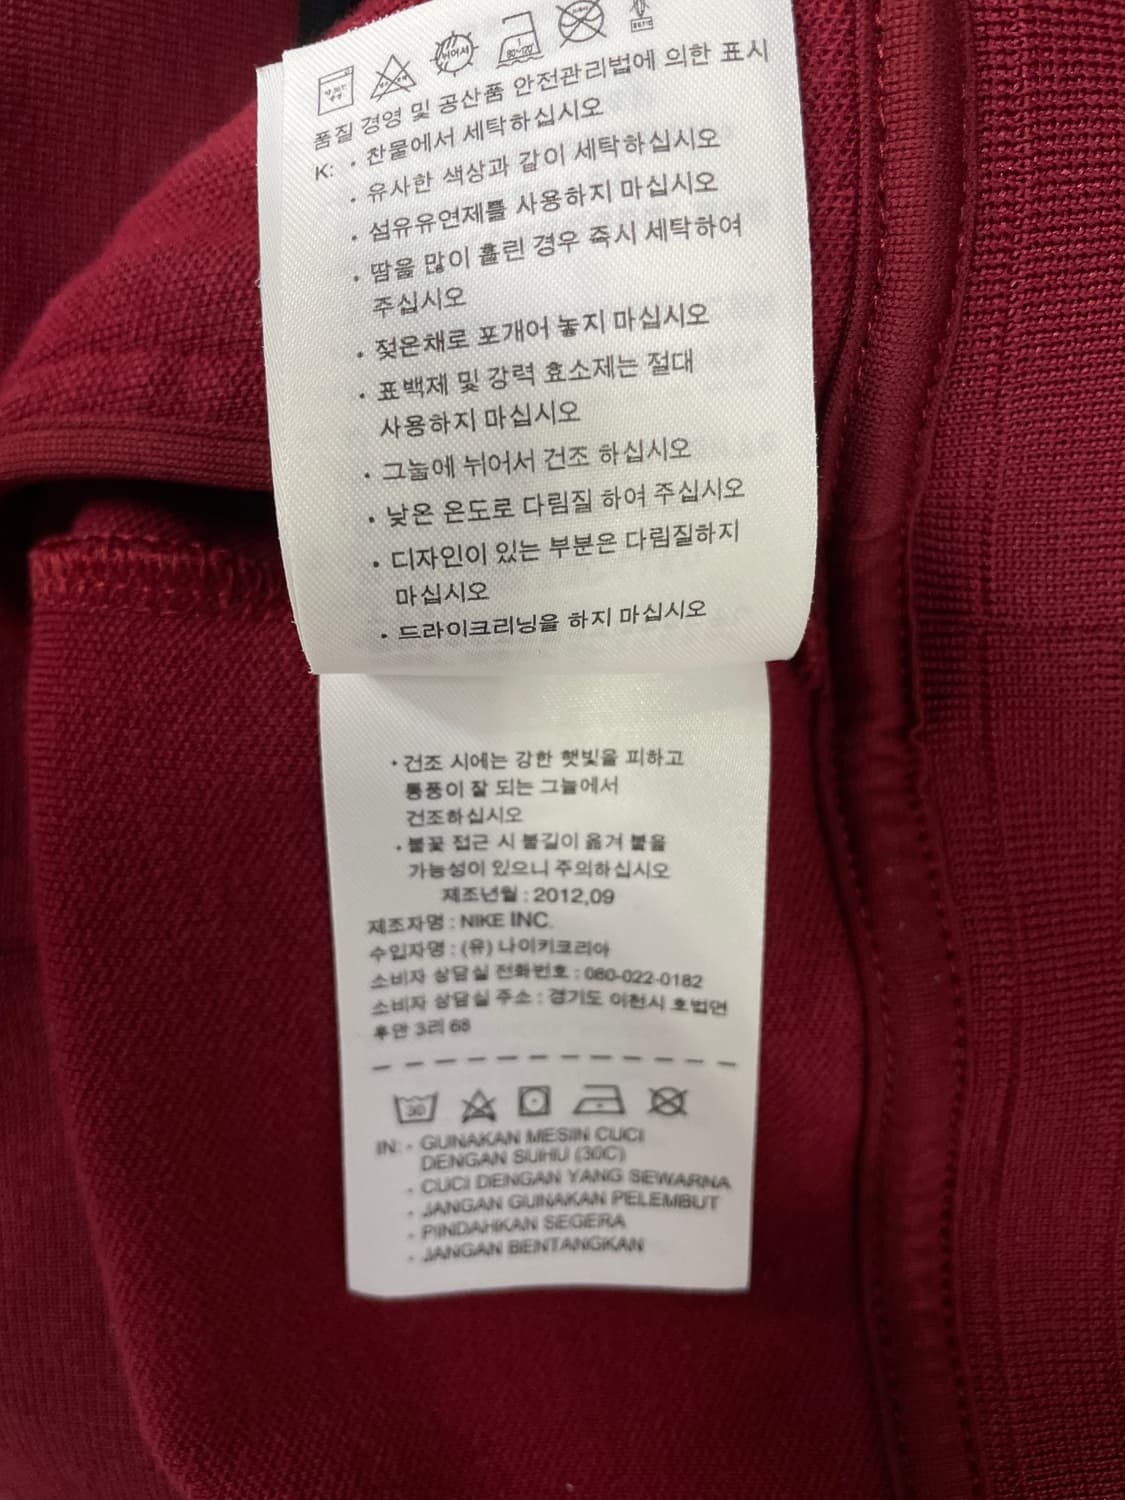 품질 경영 및 공산품 안전관리법에 의한 표시
K: · 찬물에서 세탁하십시오
· 유사한 색상과 같이 세탁하십시오
· 섬유유연제를 사용하지 마십시오
· 땀을 많이 흘린 경우 즉시 세탁하여
주십시오
· 젖은채로 포개어 놓지 마십시오
· 표백제 및 강력 효소제는 절대
사용하지 마십시오
· 그늘에 뉘어서 건조 하십시오
· 낮은 온도로 다림질 하여 주십시오
· 디자인이 있는 부분은 다림질하지
마십시오
· 드라이크리닝을 하지 마십시오
· 건조 시에는 강한 햇빛을 피하고
통풍이 잘 되는 그늘에서
건조하십시오
· 불꽃 접근 시 불길이 옮겨 붙을
가능성이 있으니 주의하십시오
제조년월 : 2012.09
제조자명 : NIKE INC.
수입자명 : (유) 나이키코리아
소비자 상담실 전화번호 : 080-022-0182
소비자 상담실 주소 : 경기도 이천시 호법면
후안 3리 68
30
IN: - GUNAKAN MESIN CUCI
DENGAN SUHU (30C)
- CUCI DENGAN YANG SEWARNA
- JANGAN GUNAKAN PELEMBUT
- PINDAHKAN SEGERA
- JANGAN BENTANGKAN